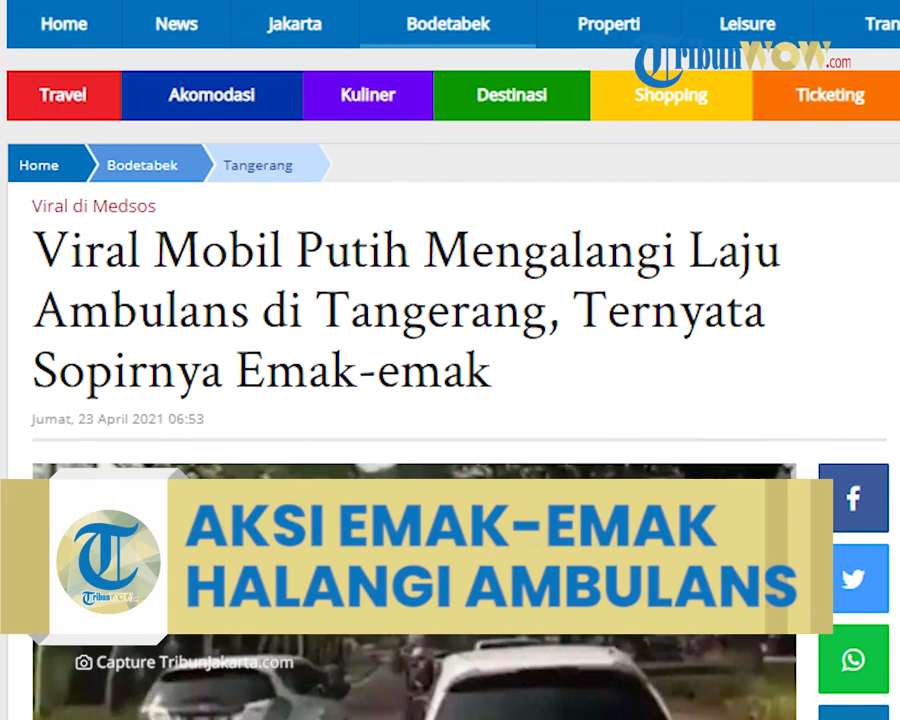 Home News Jakarta Bodetabek Properti Leisure Tran
TribunWOW.com
Travel Akomodasi Kuliner Destinasi Shopping Ticketing
Home Bodetabek Tangerang
Viral di Medsos
Viral Mobil Putih Mengalangi Laju
Ambulans di Tangerang, Ternyata
Sopirnya Emak-emak
Jumat, 23 April 2021 06:53
AKSI EMAK-EMAK
HALANGI AMBULANS
TribunWOW
Capture TribunJakarta.com